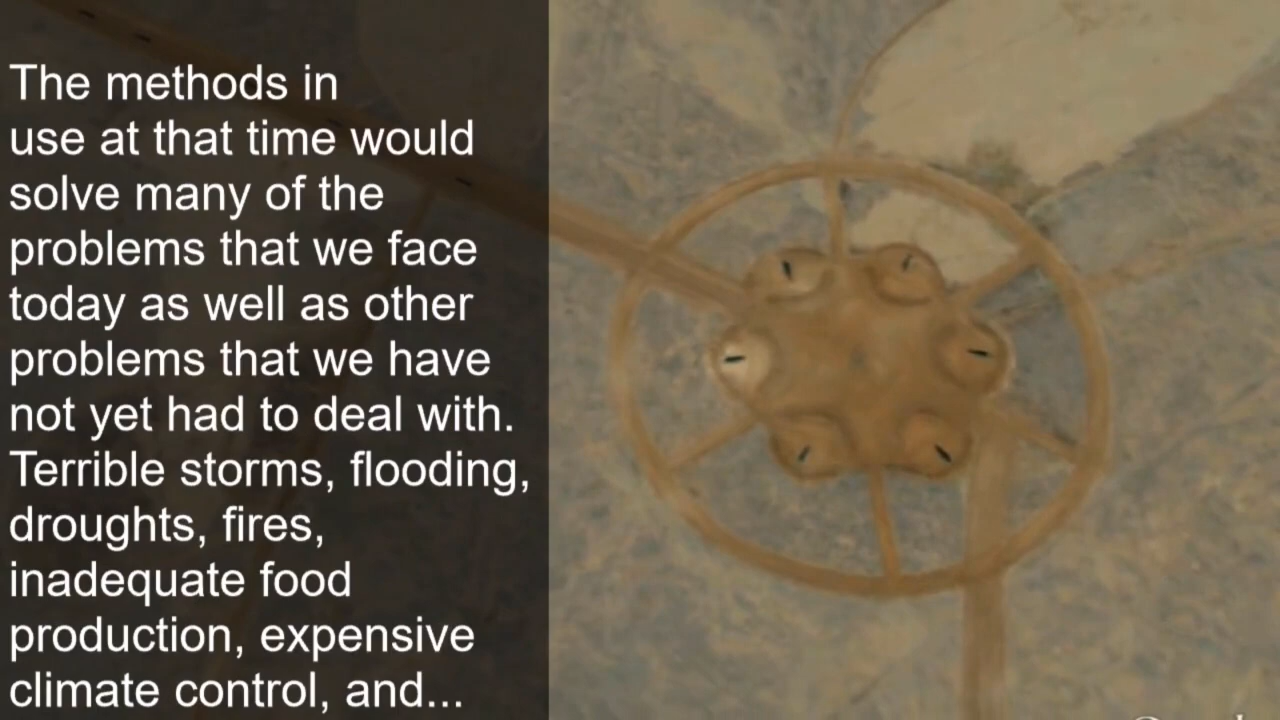 The methods in
use at that time would
solve many of the
problems that we face
today as well as other
problems that we have
not yet had to deal with.
Terrible storms, flooding,
droughts, fires,
inadequate food
production, expensive
climate control, and...